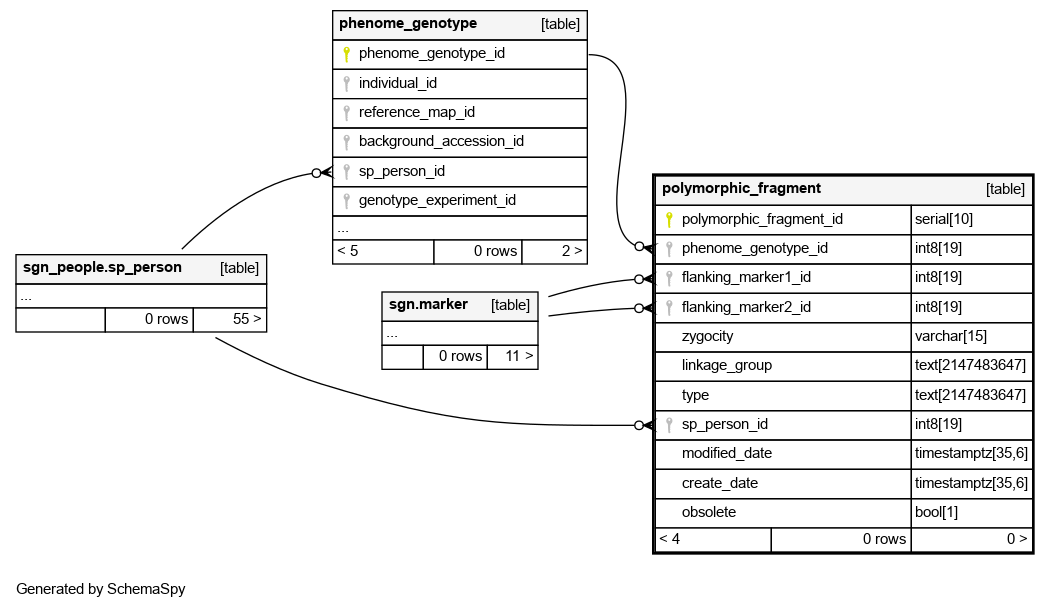 phenome_genotype [table]
phenome_genotype_id
individual_id
reference_map_id
background_accession_id
sp_person_id
genotype_experiment_id
...
< 5 0 rows 2 >
sgn_people.sp_person [table]
...
0 rows 55 >
sgn.marker [table]
...
0 rows 11 >
polymorphic_fragment [table]
polymorphic_fragment_id serial[10]
phenome_genotype_id int8[19]
flanking_marker1_id int8[19]
flanking_marker2_id int8[19]
zygocity varchar[15]
linkage_group text[2147483647]
type text[2147483647]
sp_person_id int8[19]
modified_date timestamptz[35,6]
create_date timestamptz[35,6]
obsolete bool[1]
< 4 0 rows 0 >
Generated by SchemaSpy